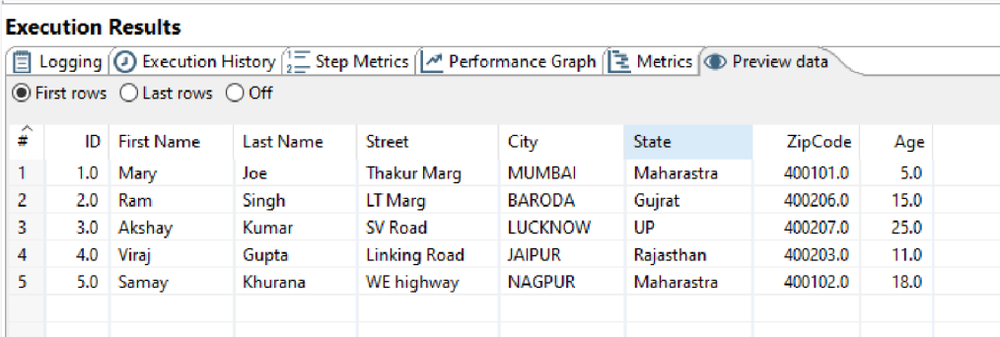 Execution Results
Logging Execution History Step Metrics Performance Graph Metrics Preview data
First rows Last rows Off
# ID First Name Last Name Street City State ZipCode Age
1 1.0 Mary Joe Thakur Marg MUMBAI Maharastra 400101.0 5.0
2 2.0 Ram Singh LT Marg BARODA Gujrat 400206.0 15.0
3 3.0 Akshay Kumar SV Road LUCKNOW UP 400207.0 25.0
4 4.0 Viraj Gupta Linking Road JAIPUR Rajasthan 400203.0 11.0
5 5.0 Samay Khurana WE highway NAGPUR Maharastra 400102.0 18.0